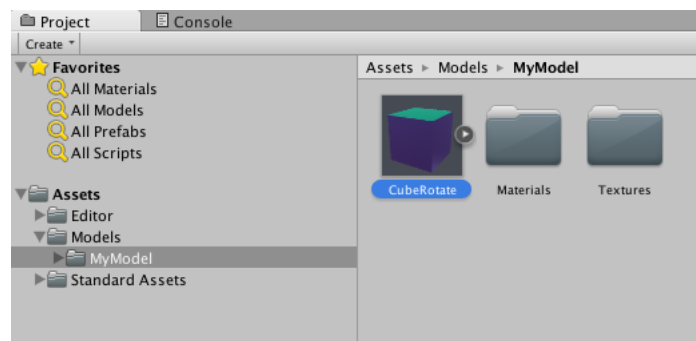 Project
Console
Create
Favorites
All Materials
All Models
All Prefabs
All Scripts
Assets
Editor
Models
MyModel
Standard Assets
Assets ▸ Models ▸ MyModel
CubeRotate
Materials
Textures